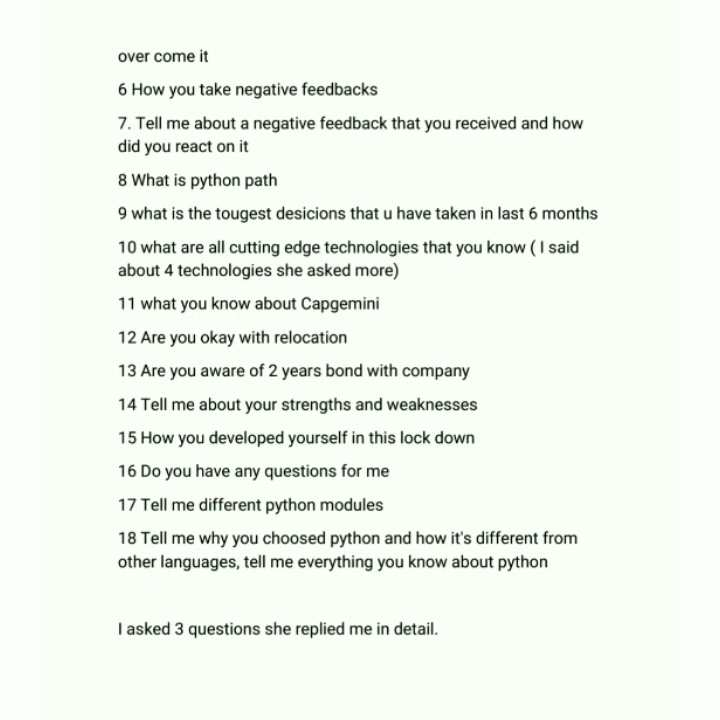 over come it
6 How you take negative feedbacks
7. Tell me about a negative feedback that you received and how
did you react on it
8 What is python path
9 what is the tougest desicions that u have taken in last 6 months
10 what are all cutting edge technologies that you know ( I said
about 4 technologies she asked more)
11 what you know about Capgemini
12 Are you okay with relocation
13 Are you aware of 2 years bond with company
14 Tell me about your strengths and weaknesses
15 How you developed yourself in this lock down
16 Do you have any questions for me
17 Tell me different python modules
18 Tell me why you choosed python and how it's different from
other languages, tell me everything you know about python
I asked 3 questions she replied me in detail.